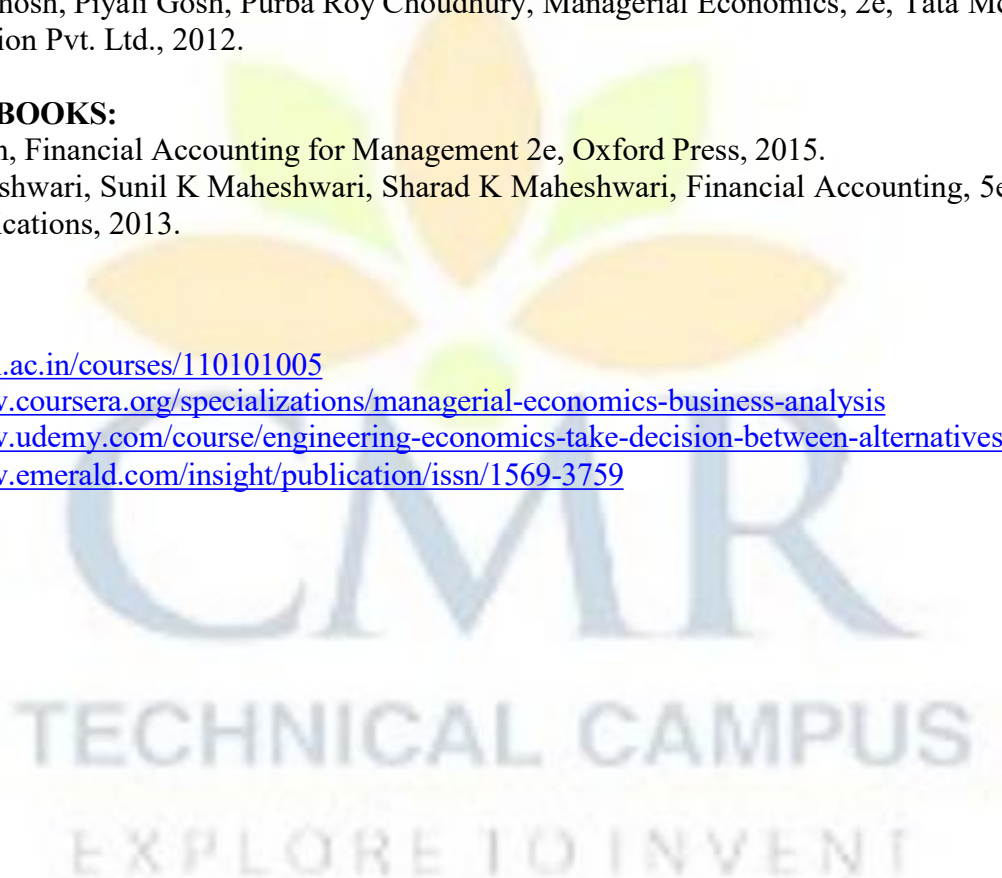 hosh, Piyali Gosh, Purba Roy Choudhury, Managerial Economics, 2e, Tata Mc
ion Pvt. Ltd., 2012.
BOOKS:
n, Financial Accounting for Management 2e, Oxford Press, 2015.
eshwari, Sunil K Maheshwari, Sharad K Maheshwari, Financial Accounting, 5e
ications, 2013.
l.ac.in/courses/110101005
w.coursera.org/specializations/managerial-economics-business-analysis
w.udemy.com/course/engineering-economics-take-decision-between-alternatives
w.emerald.com/insight/publication/issn/1569-3759
CMR
TECHNICAL CAMPUS
EXPLORE TO INVENT